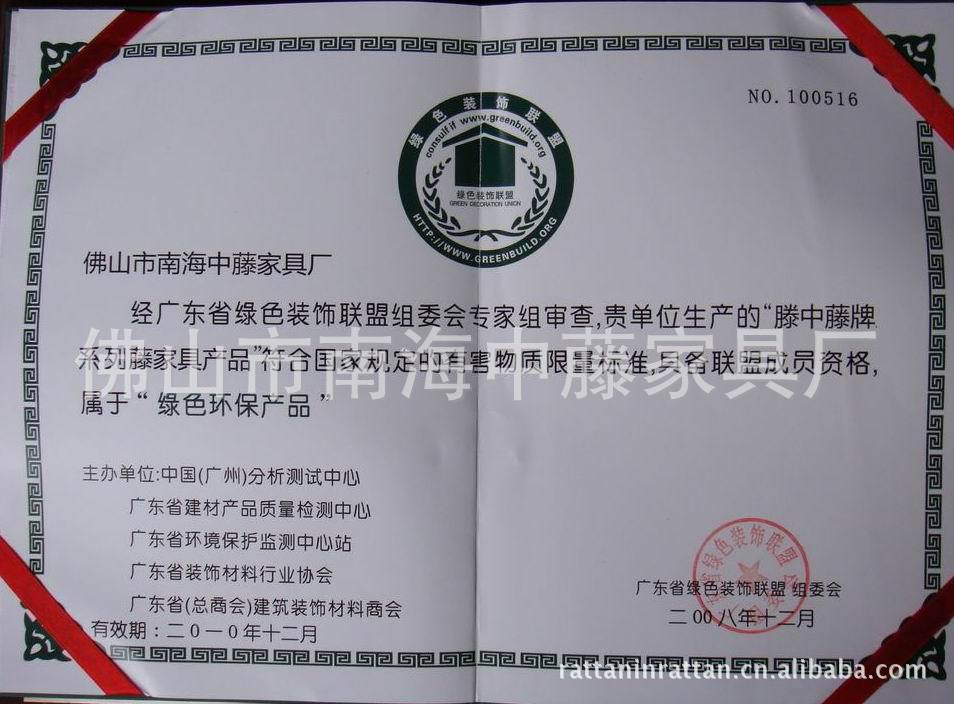 NO.100516
绿色装饰联盟
consulf if www.greenbuild.org
绿色装饰联盟
GREEN DECORATION UNION
HTTP://WWW.GREENBUILD.ORG
佛山市南海中藤家具厂
经广东省绿色装饰联盟组委会专家组审查,贵单位生产的“滕中藤牌
系列藤家具产品”符合国家规定的有害物质限量标准,具备联盟成员资格,
属于“绿色环保产品”
佛山市南海中藤家具厂
主办单位:中国(广州)分析测试中心
广东省建材产品质量检测中心
广东省环境保护监测中心站
广东省装饰材料行业协会
广东省(总商会)建筑装饰材料商会
有效期：二0一0年十二月
广东省绿色装饰联盟 组委会
二00八年十二月
rattaninrattan.cn.alibaba.com